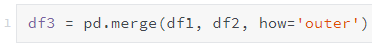 1 df3 = pd.merge(df1, df2, how='outer')